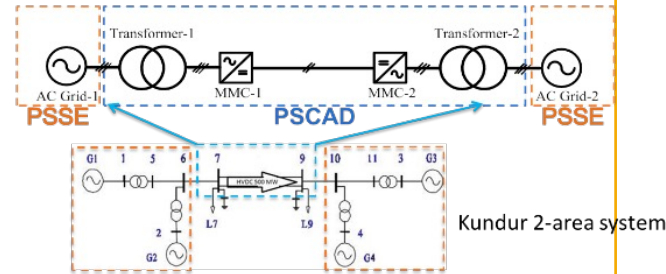 Transformer-1
Transformer-2
AC Grid-1
MMC-1
MMC-2
AC Grid-2
PSSE
PSCAD
PSSE
G1 1 5 6 7 9 10 11 3 G3
HVDC 500 MW
L7 L9
2 4
G2 G4
Kundur 2-area system